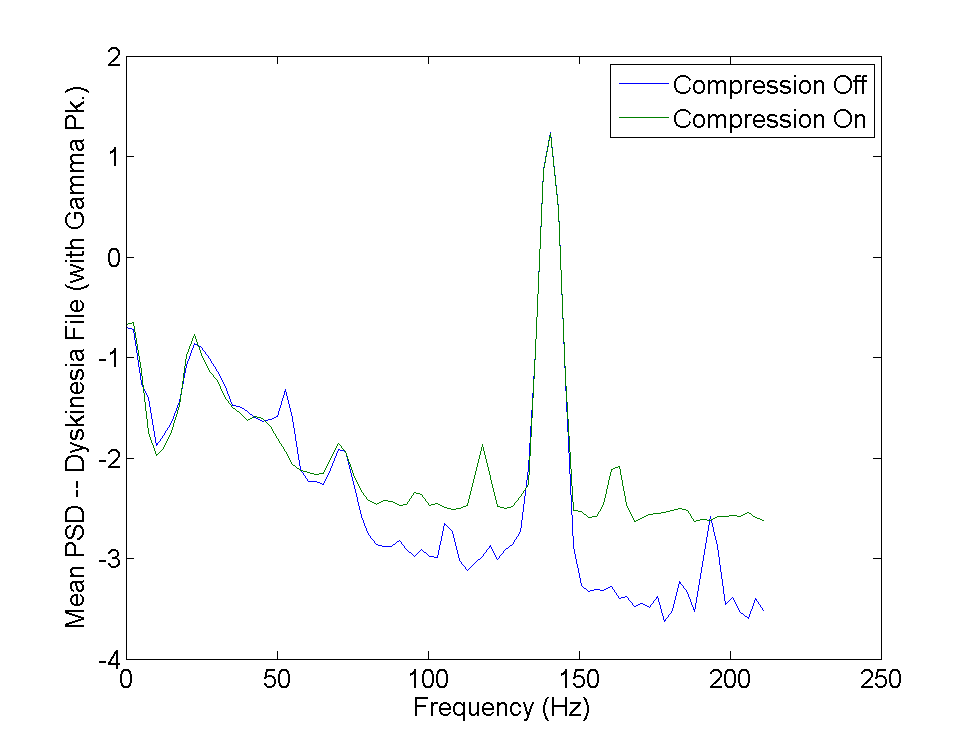 Mean PSD -- Dyskinesia File (with Gamma Pk.)
2
1
0
-1
-2
-3
-4
Compression Off
Compression On
0 50 100 150 200 250
Frequency (Hz)